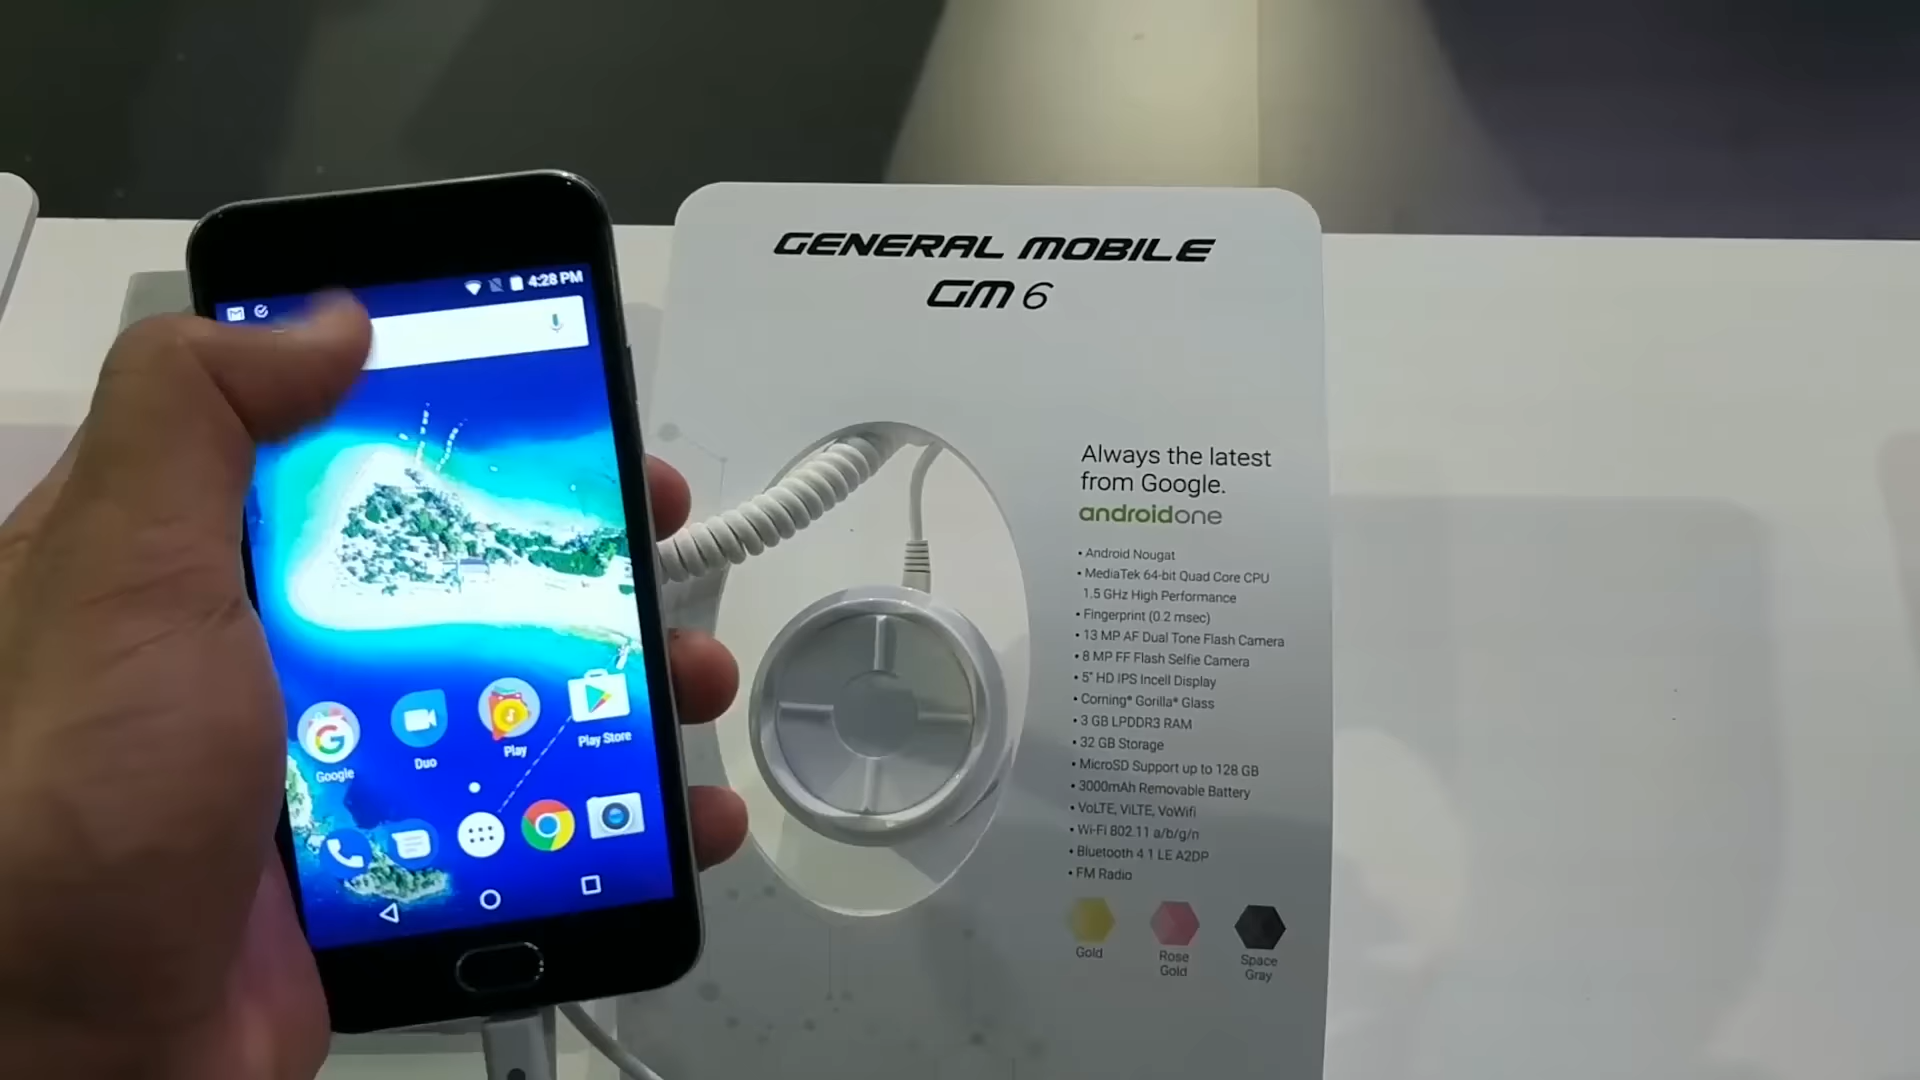 4:28 PM
Google
Duo
Play
Play Store
GENERAL MOBILE
GM 6
Always the latest
from Google.
androidone
• Android Nougat
• MediaTek 64-bit Quad Core CPU
1.5 GHz High Performance
• Fingerprint (0.2 msec)
• 13 MP AF Dual Tone Flash Camera
• 8 MP FF Flash Selfie Camera
• 5" HD IPS Incell Display
• Corning® Gorilla® Glass
• 3 GB LPDDR3 RAM
• 32 GB Storage
• MicroSD Support up to 128 GB
• 3000mAh Removable Battery
• VoLTE, ViLTE, VoWifi
• Wi-Fi 802.11 a/b/g/n
• Bluetooth 4.1 LE A2DP
• FM Radio
Gold
Rose
Gold
Space
Gray